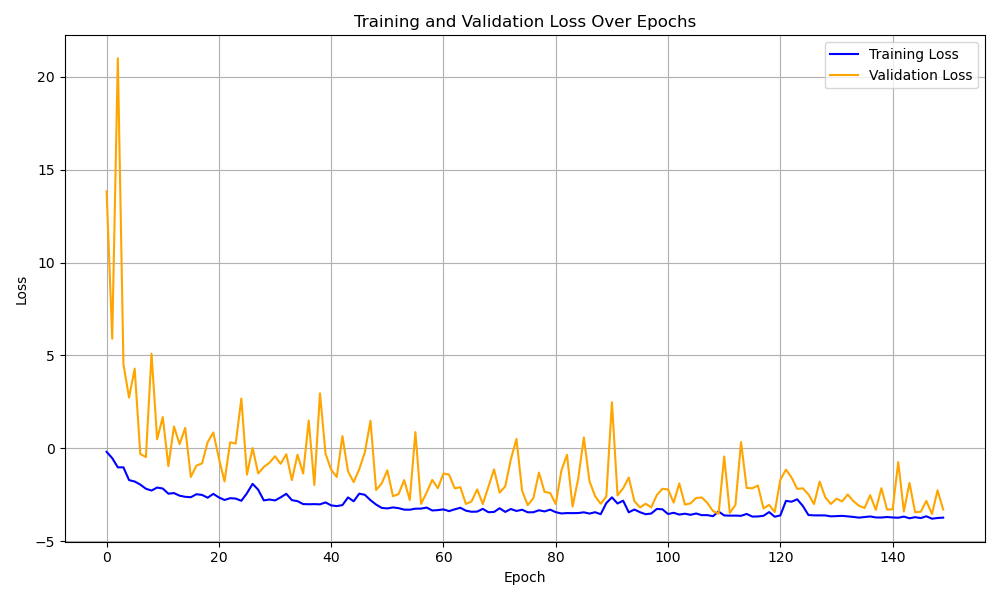 Training and Validation Loss Over Epochs
Training Loss
Validation Loss
20
15
10
5
0
−5
Loss
0 20 40 60 80 100 120 140
Epoch